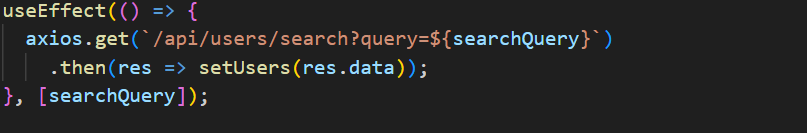 useEffect(() => {
  axios.get(`/api/users/search?query=${searchQuery}`)
    .then(res => setUsers(res.data));
}, [searchQuery]);